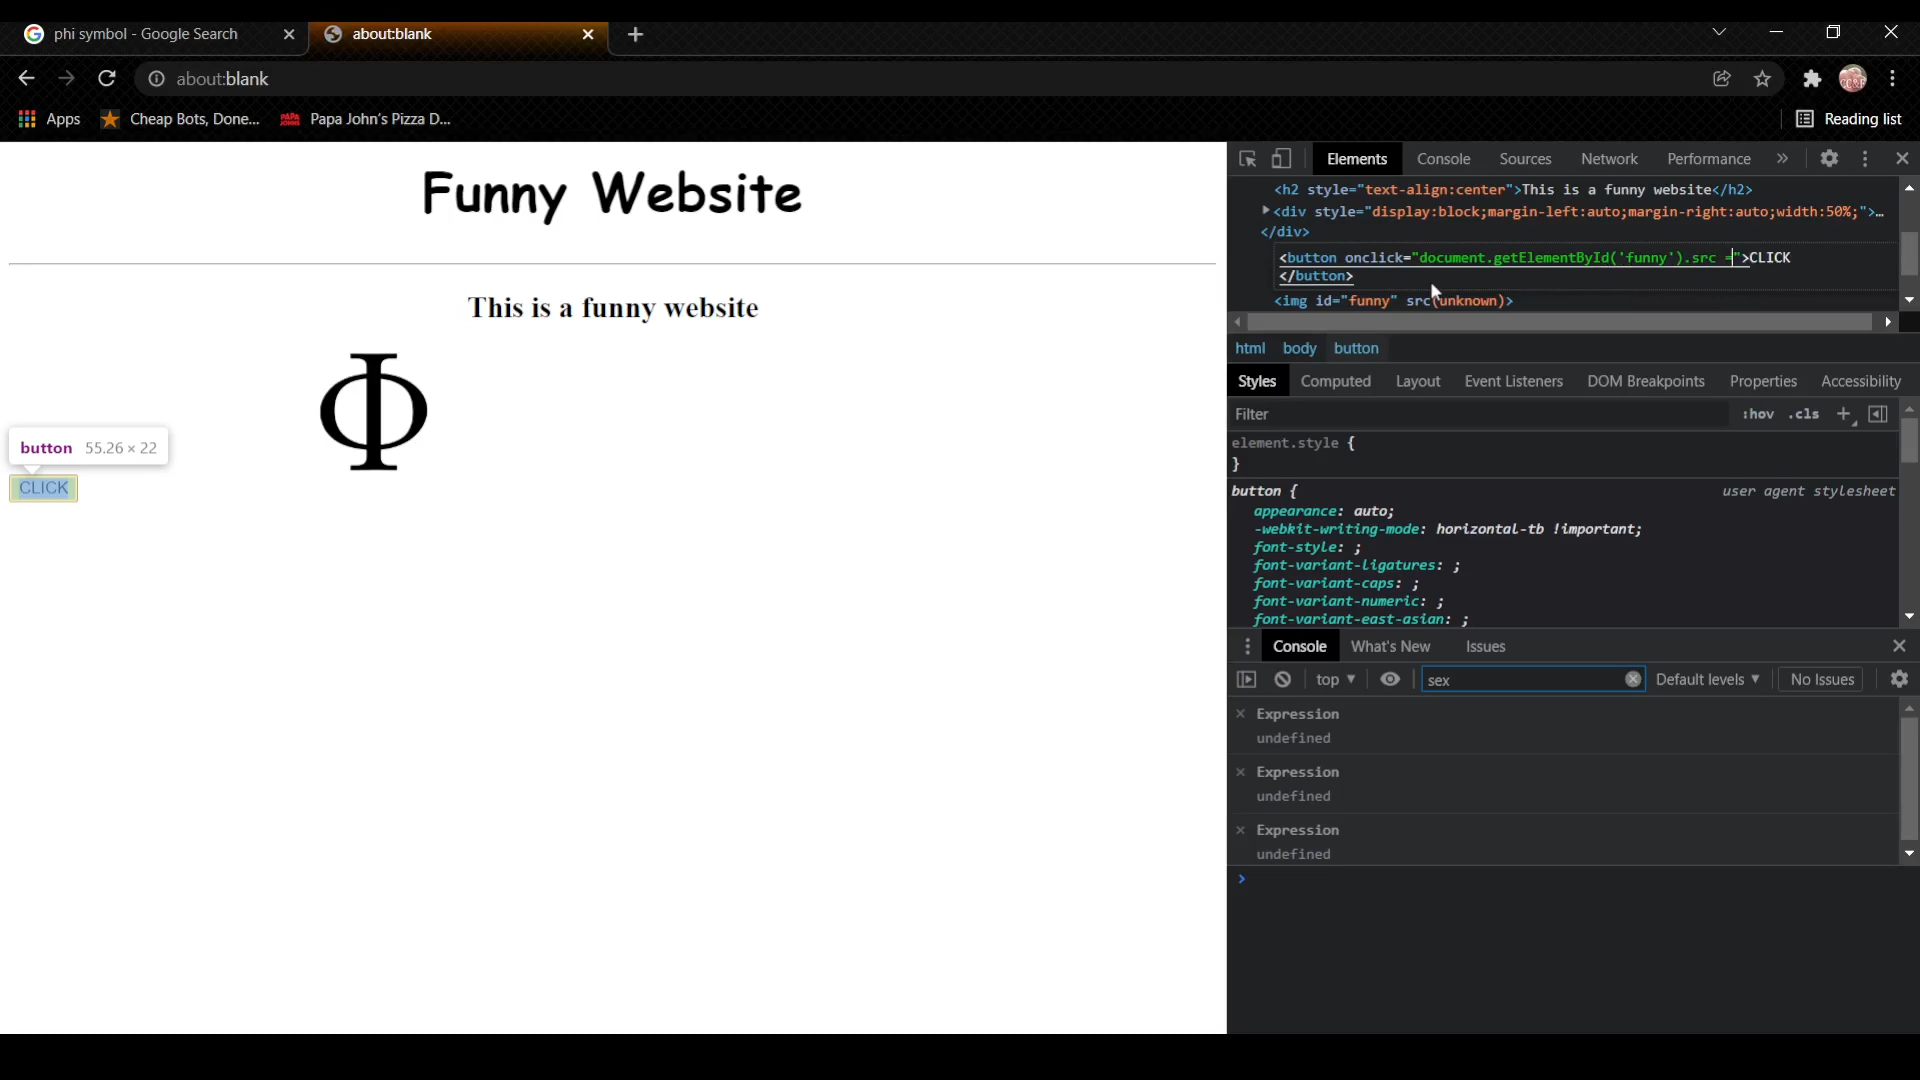 phi symbol - Google Search
about:blank
about:blank
Apps
Cheap Bots, Done...
PAPA JOHNS
Papa John's Pizza D...
Reading list
Funny Website
This is a funny website
Φ
button 55.26 × 22
CLICK
Elements Console Sources Network Performance »
<h2 style="text-align:center">This is a funny website</h2>
<div style="display:block;margin-left:auto;margin-right:auto;width:50%;">…
</div>
<button onclick="document.getElementById('funny').src =">CLICK
</button>
<img id="funny" src(unknown)>
html body button
Styles Computed Layout Event Listeners DOM Breakpoints Properties Accessibility
Filter :hov .cls +
element.style {
}
button { user agent stylesheet
appearance: auto;
-webkit-writing-mode: horizontal-tb !important;
font-style: ;
font-variant-ligatures: ;
font-variant-caps: ;
font-variant-numeric: ;
font-variant-east-asian: ;
Console What's New Issues
top sex Default levels No Issues
Expression
undefined
Expression
undefined
Expression
undefined